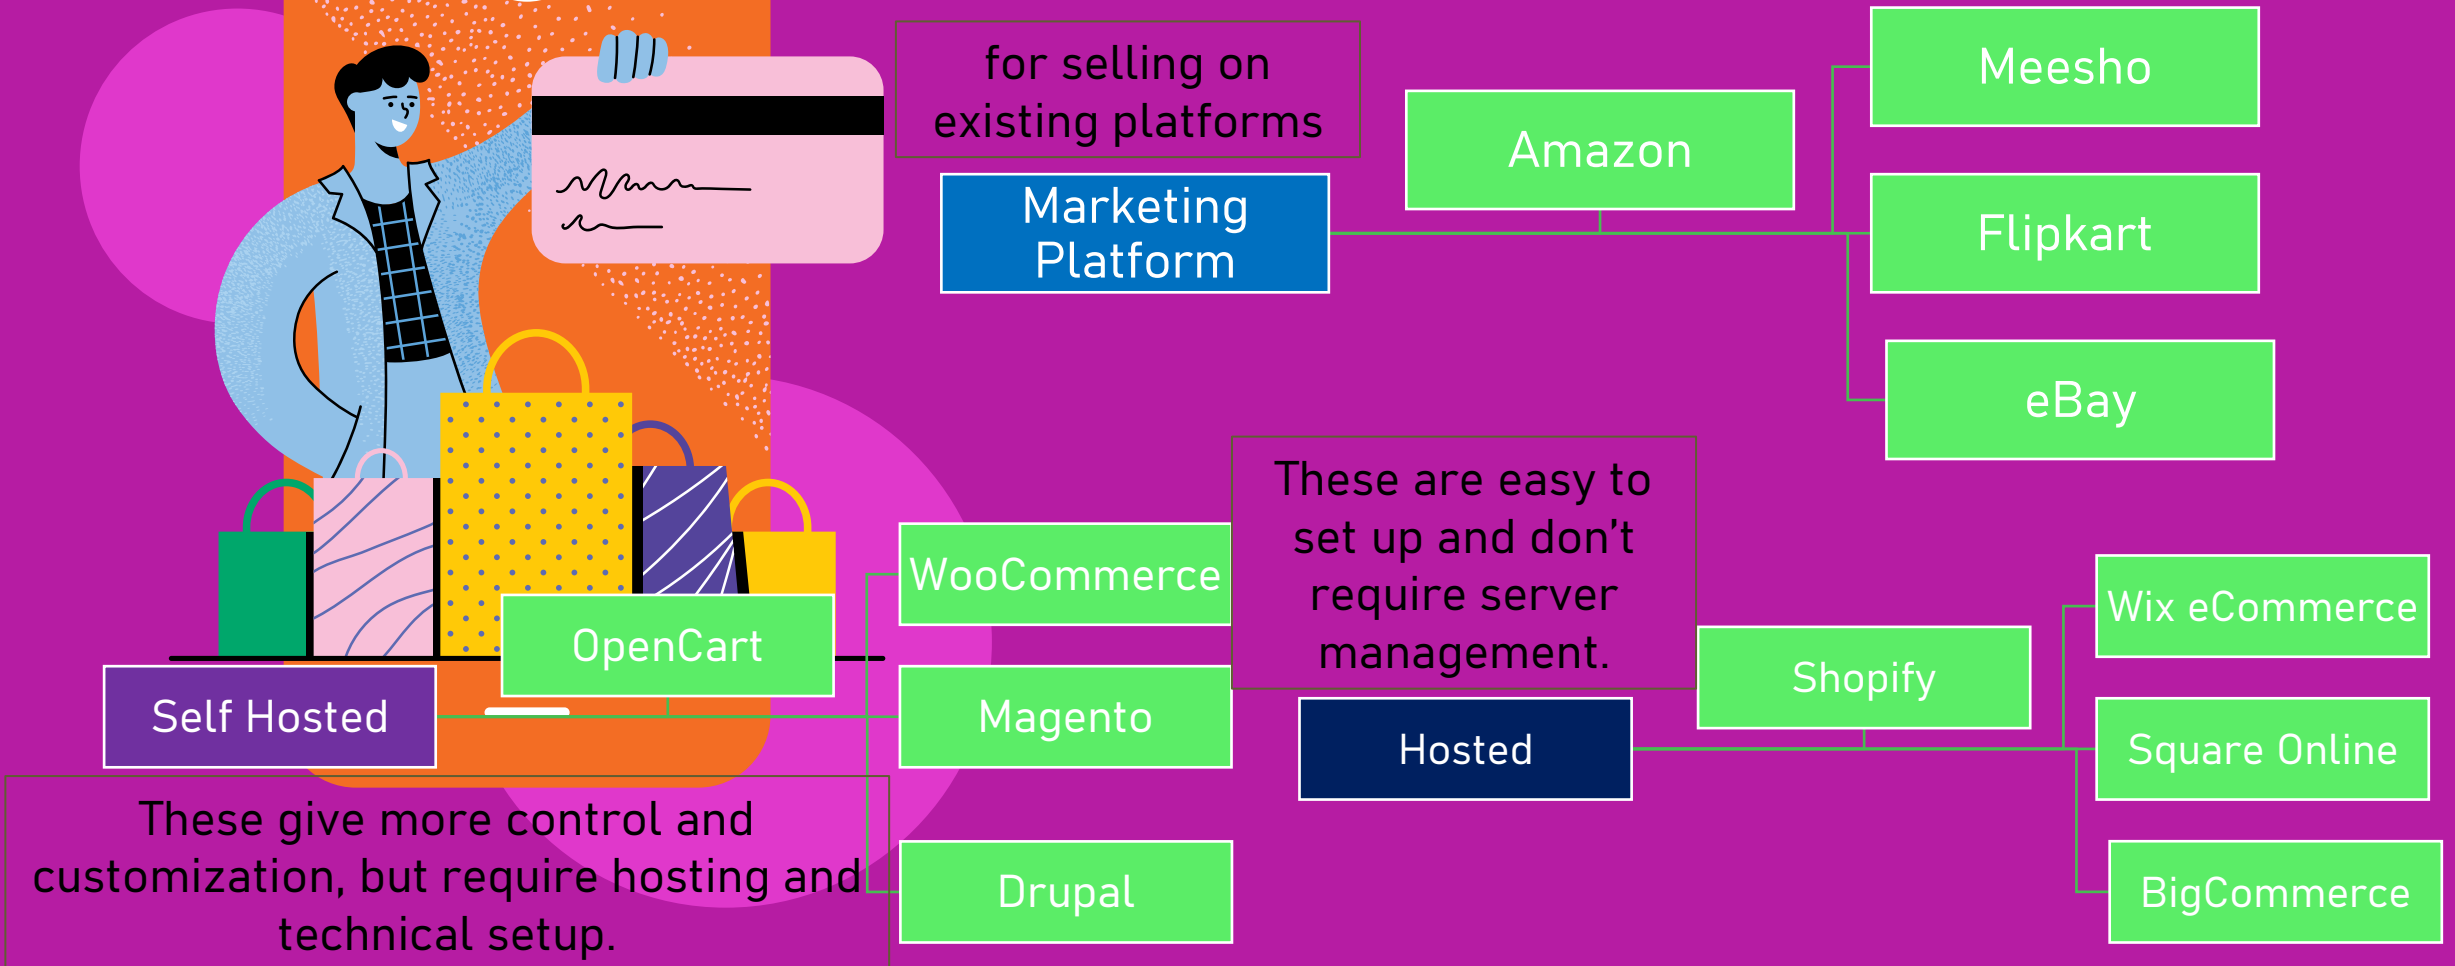 for selling on
existing platforms
Marketing
Platform
Amazon
Meesho
Flipkart
eBay
Self Hosted
OpenCart
WooCommerce
Magento
Drupal
These give more control and
customization, but require hosting and
technical setup.
These are easy to
set up and don’t
require server
management.
Hosted
Shopify
Wix eCommerce
Square Online
BigCommerce